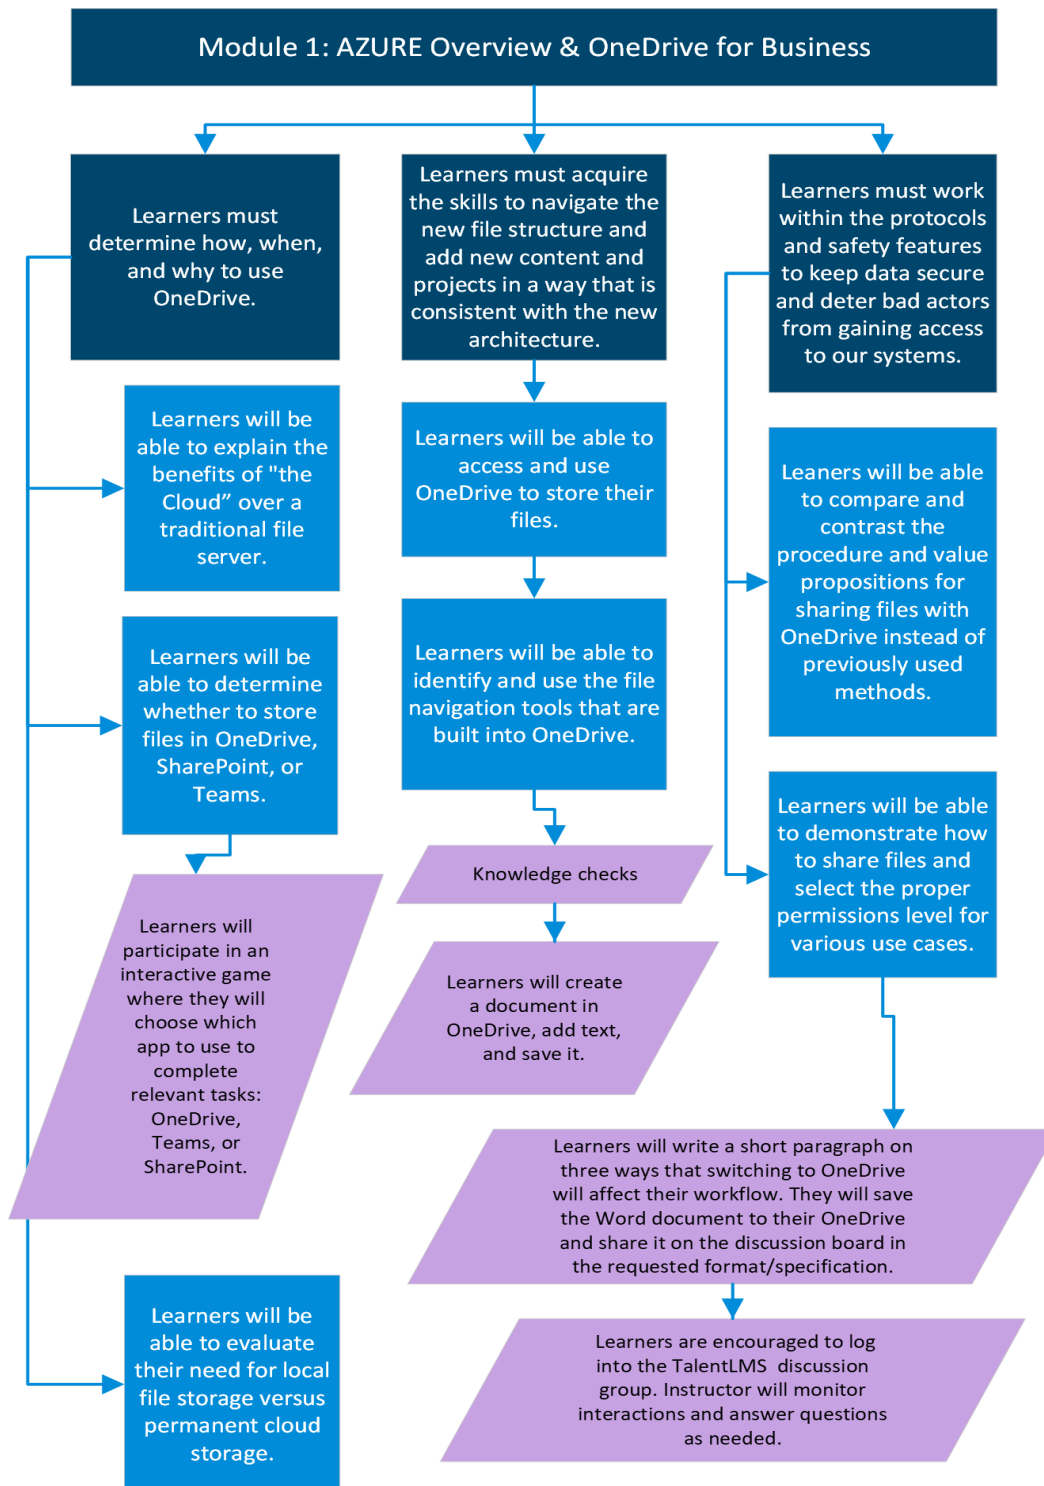 Module 1: AZURE Overview & OneDrive for Business
Learners must
determine how, when,
and why to use
OneDrive.
Learners will be
able to explain the
benefits of "the
Cloud” over a
traditional file
server.
Learners will be
able to determine
whether to store
files in OneDrive,
SharePoint, or
Teams.
Learners will
participate in an
interactive game
where they will
choose which
app to use to
complete
relevant tasks:
OneDrive,
Teams, or
SharePoint.
Learners will be
able to evaluate
their need for local
file storage versus
permanent cloud
storage.
Learners must acquire
the skills to navigate the
new file structure and
add new content and
projects in a way that is
consistent with the new
architecture.
Learners will be able to
access and use
OneDrive to store their
files.
Learners will be able to
identify and use the file
navigation tools that are
built into OneDrive.
Knowledge checks
Learners will create
a document in
OneDrive, add text,
and save it.
Learners must work
within the protocols
and safety features
to keep data secure
and deter bad actors
from gaining access
to our systems.
Leaners will be able
to compare and
contrast the
procedure and value
propositions for
sharing files with
OneDrive instead of
previously used
methods.
Learners will be able
to demonstrate how
to share files and
select the proper
permissions level for
various use cases.
Learners will write a short paragraph on
three ways that switching to OneDrive
will affect their workflow. They will save
the Word document to their OneDrive
and share it on the discussion board in
the requested format/specification.
Learners are encouraged to log
into the TalentLMS  discussion
group. Instructor will monitor
interactions and answer questions
as needed.